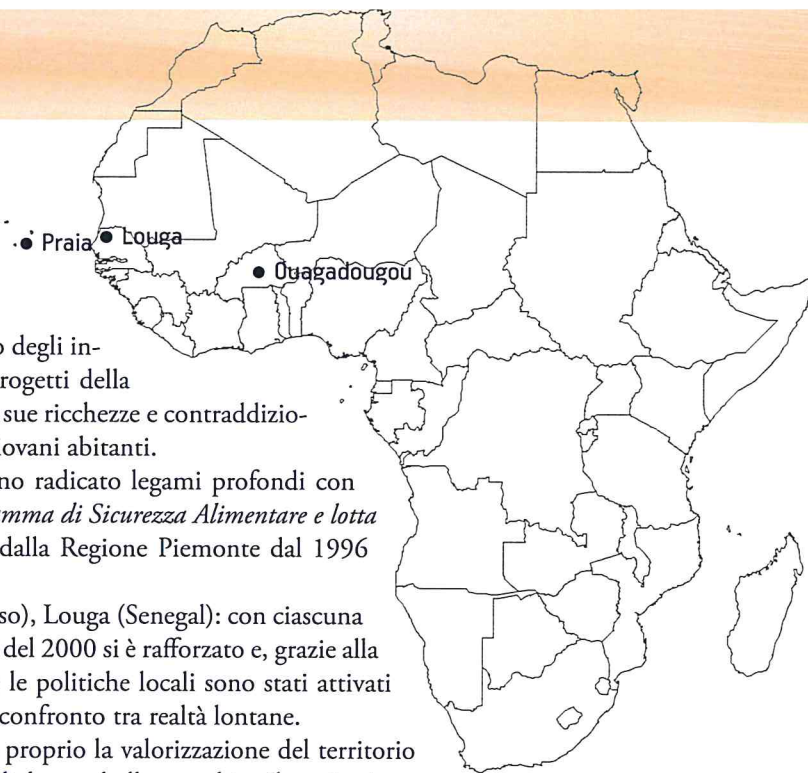 Praia
Louga
Ouagadougou
degli in-
rogetti della
sue ricchezze e contraddizio-
iovani abitanti.
no radicato legami profondi con
mma di Sicurezza Alimentare e lotta
dalla Regione Piemonte dal 1996
so), Louga (Senegal): con ciascuna
del 2000 si è rafforzato e, grazie alla
le politiche locali sono stati attivati
confronto tra realtà lontane.
proprio la valorizzazione del territorio